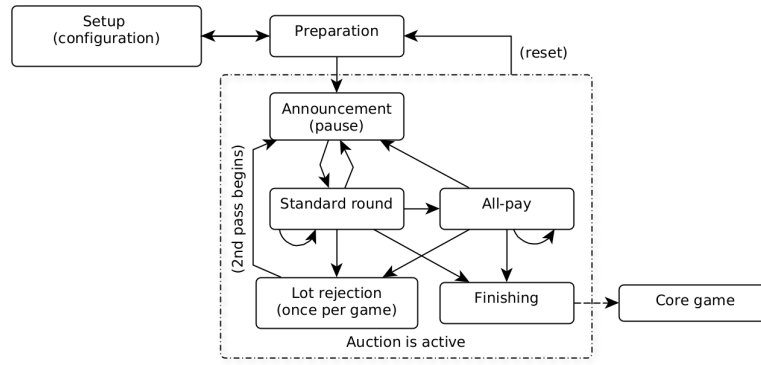 Setup
(configuration)
Preparation
(reset)
Announcement
(pause)
(2nd pass begins)
Standard round
All-pay
Lot rejection
(once per game)
Finishing
Core game
Auction is active